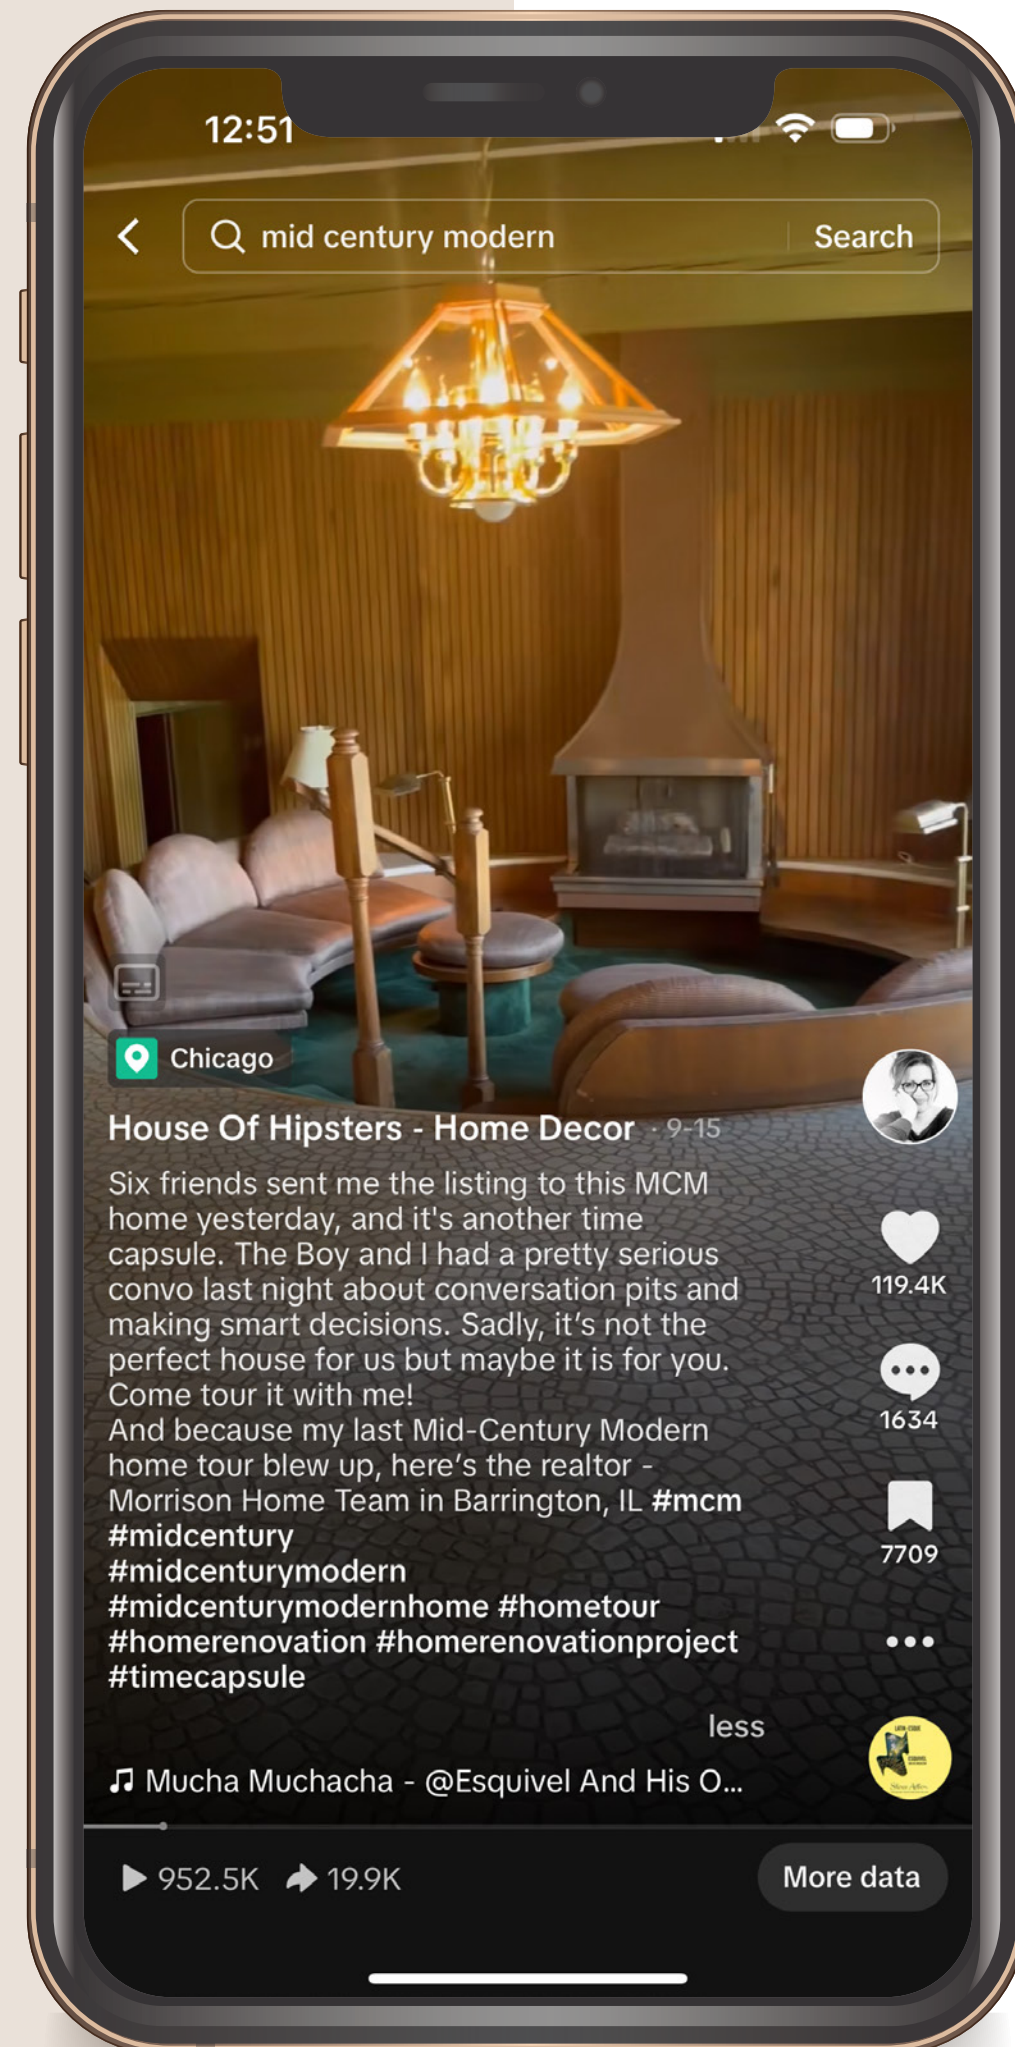 12:51
mid century modern
Search
Chicago
House Of Hipsters - Home Decor · 9-15
Six friends sent me the listing to this MCM
home yesterday, and it's another time
capsule. The Boy and I had a pretty serious
convo last night about conversation pits and
making smart decisions. Sadly, it’s not the
perfect house for us but maybe it is for you.
Come tour it with me!
And because my last Mid-Century Modern
home tour blew up, here’s the realtor -
Morrison Home Team in Barrington, IL #mcm
#midcentury
#midcenturymodern
#midcenturymodernhome #hometour
#homerenovation #homerenovationproject
#timecapsule
less
Mucha Muchacha - @Esquivel And His O...
119.4K
1634
7709
952.5K
19.9K
More data